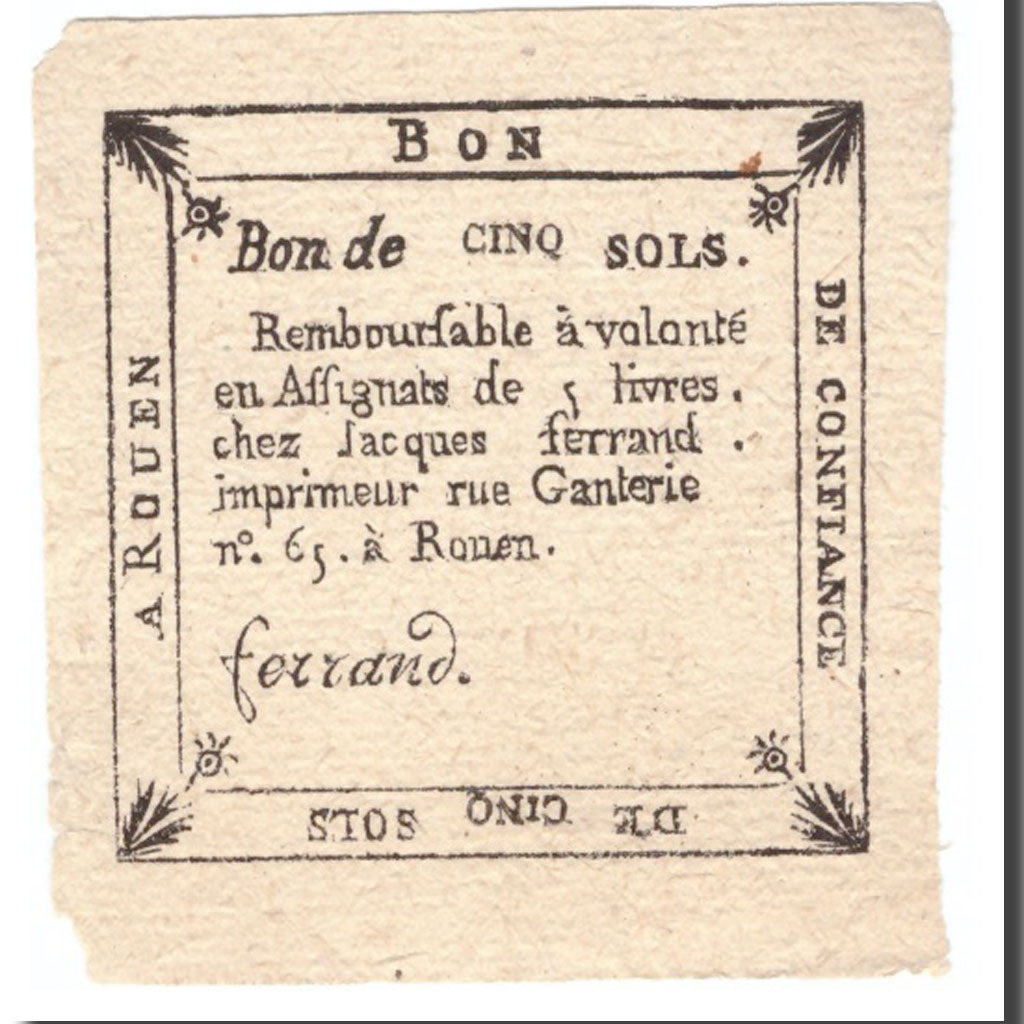 BON
Bon de CINQ SOLS.
Rembourſable à volonté
en Aſſignats de 5 livres.
chez Jacques ferrand.
imprimeur rue Ganterie
n°. 65. à Rouen.
ferrand.
DE CONFIANCE
DE CINQ SOLS
A ROUEN